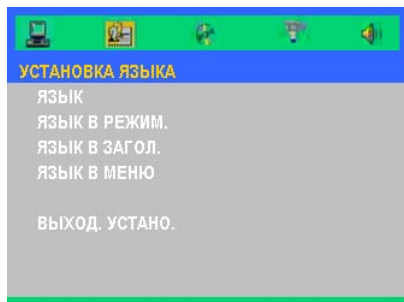 УСТАНОВКА ЯЗЫКА
ЯЗЫК
ЯЗЫК В РЕЖИМ.
ЯЗЫК В ЗАГОЛ.
ЯЗЫК В МЕНЮ
ВЫХОД. УСТАНО.